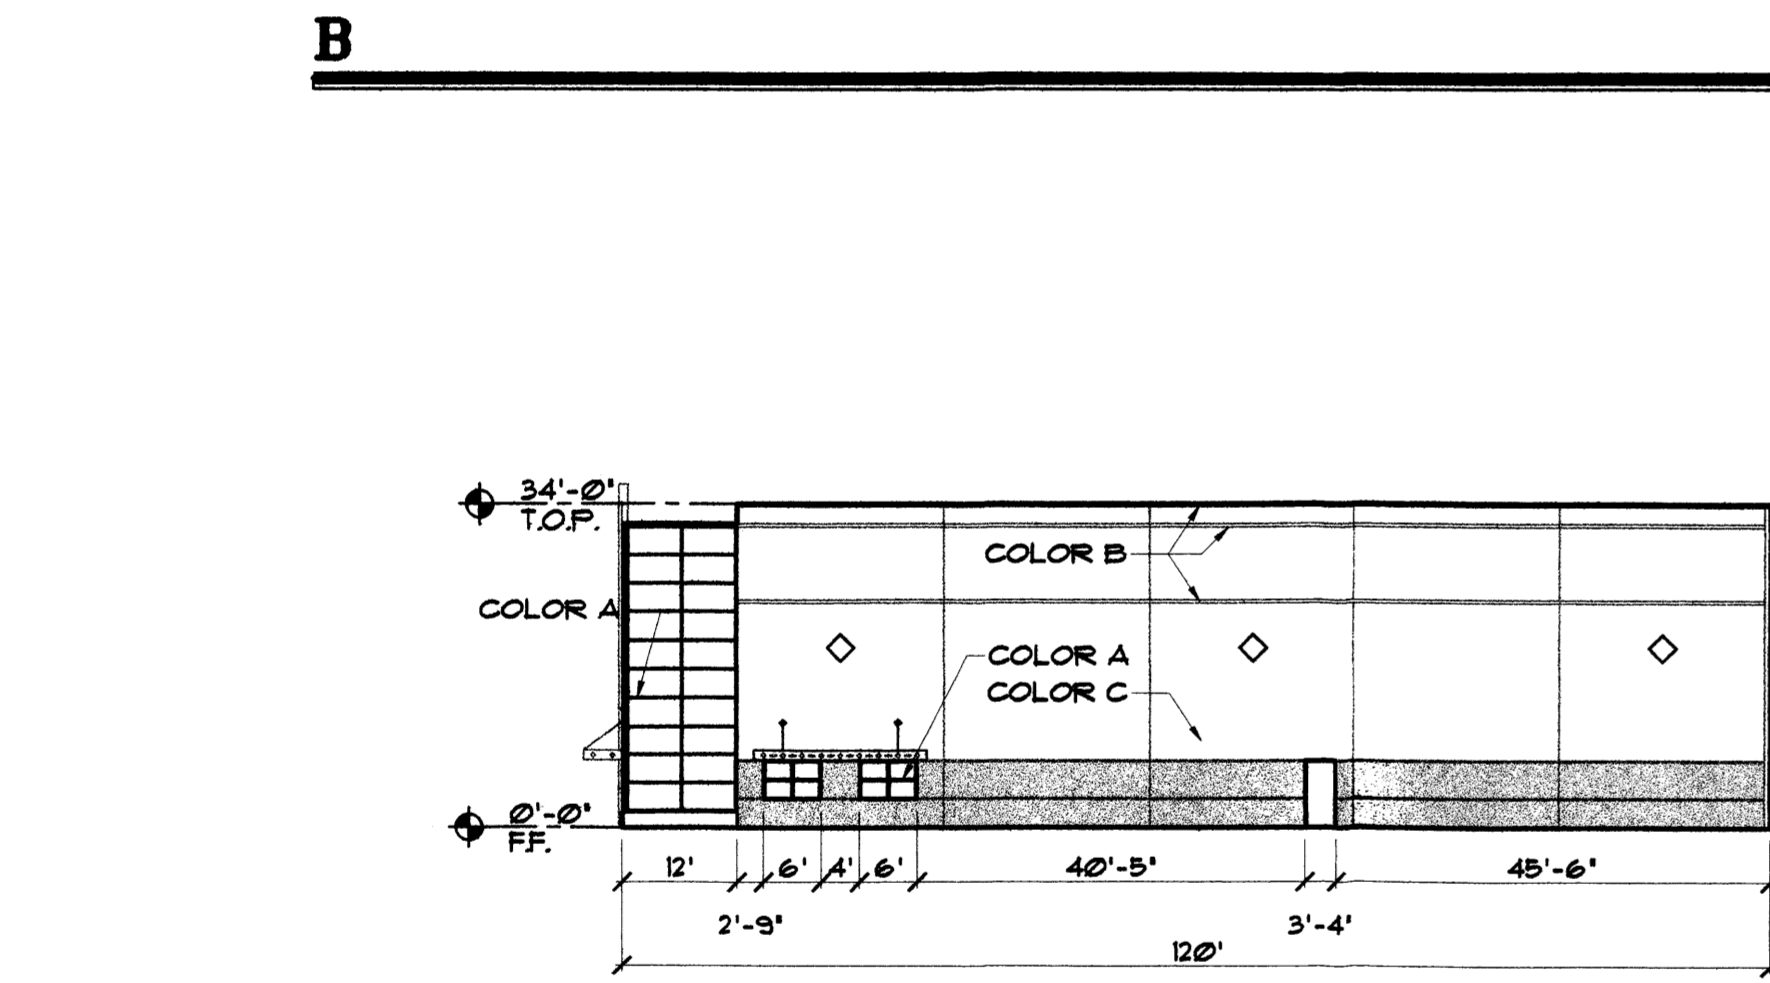 B
34'-0"
T.O.P.
COLOR B
COLOR A
COLOR A
COLOR C
0'-0"
F.F.
12'
6'
4'
6'
40'-5"
45'-6"
2'-9"
3'-4"
120'